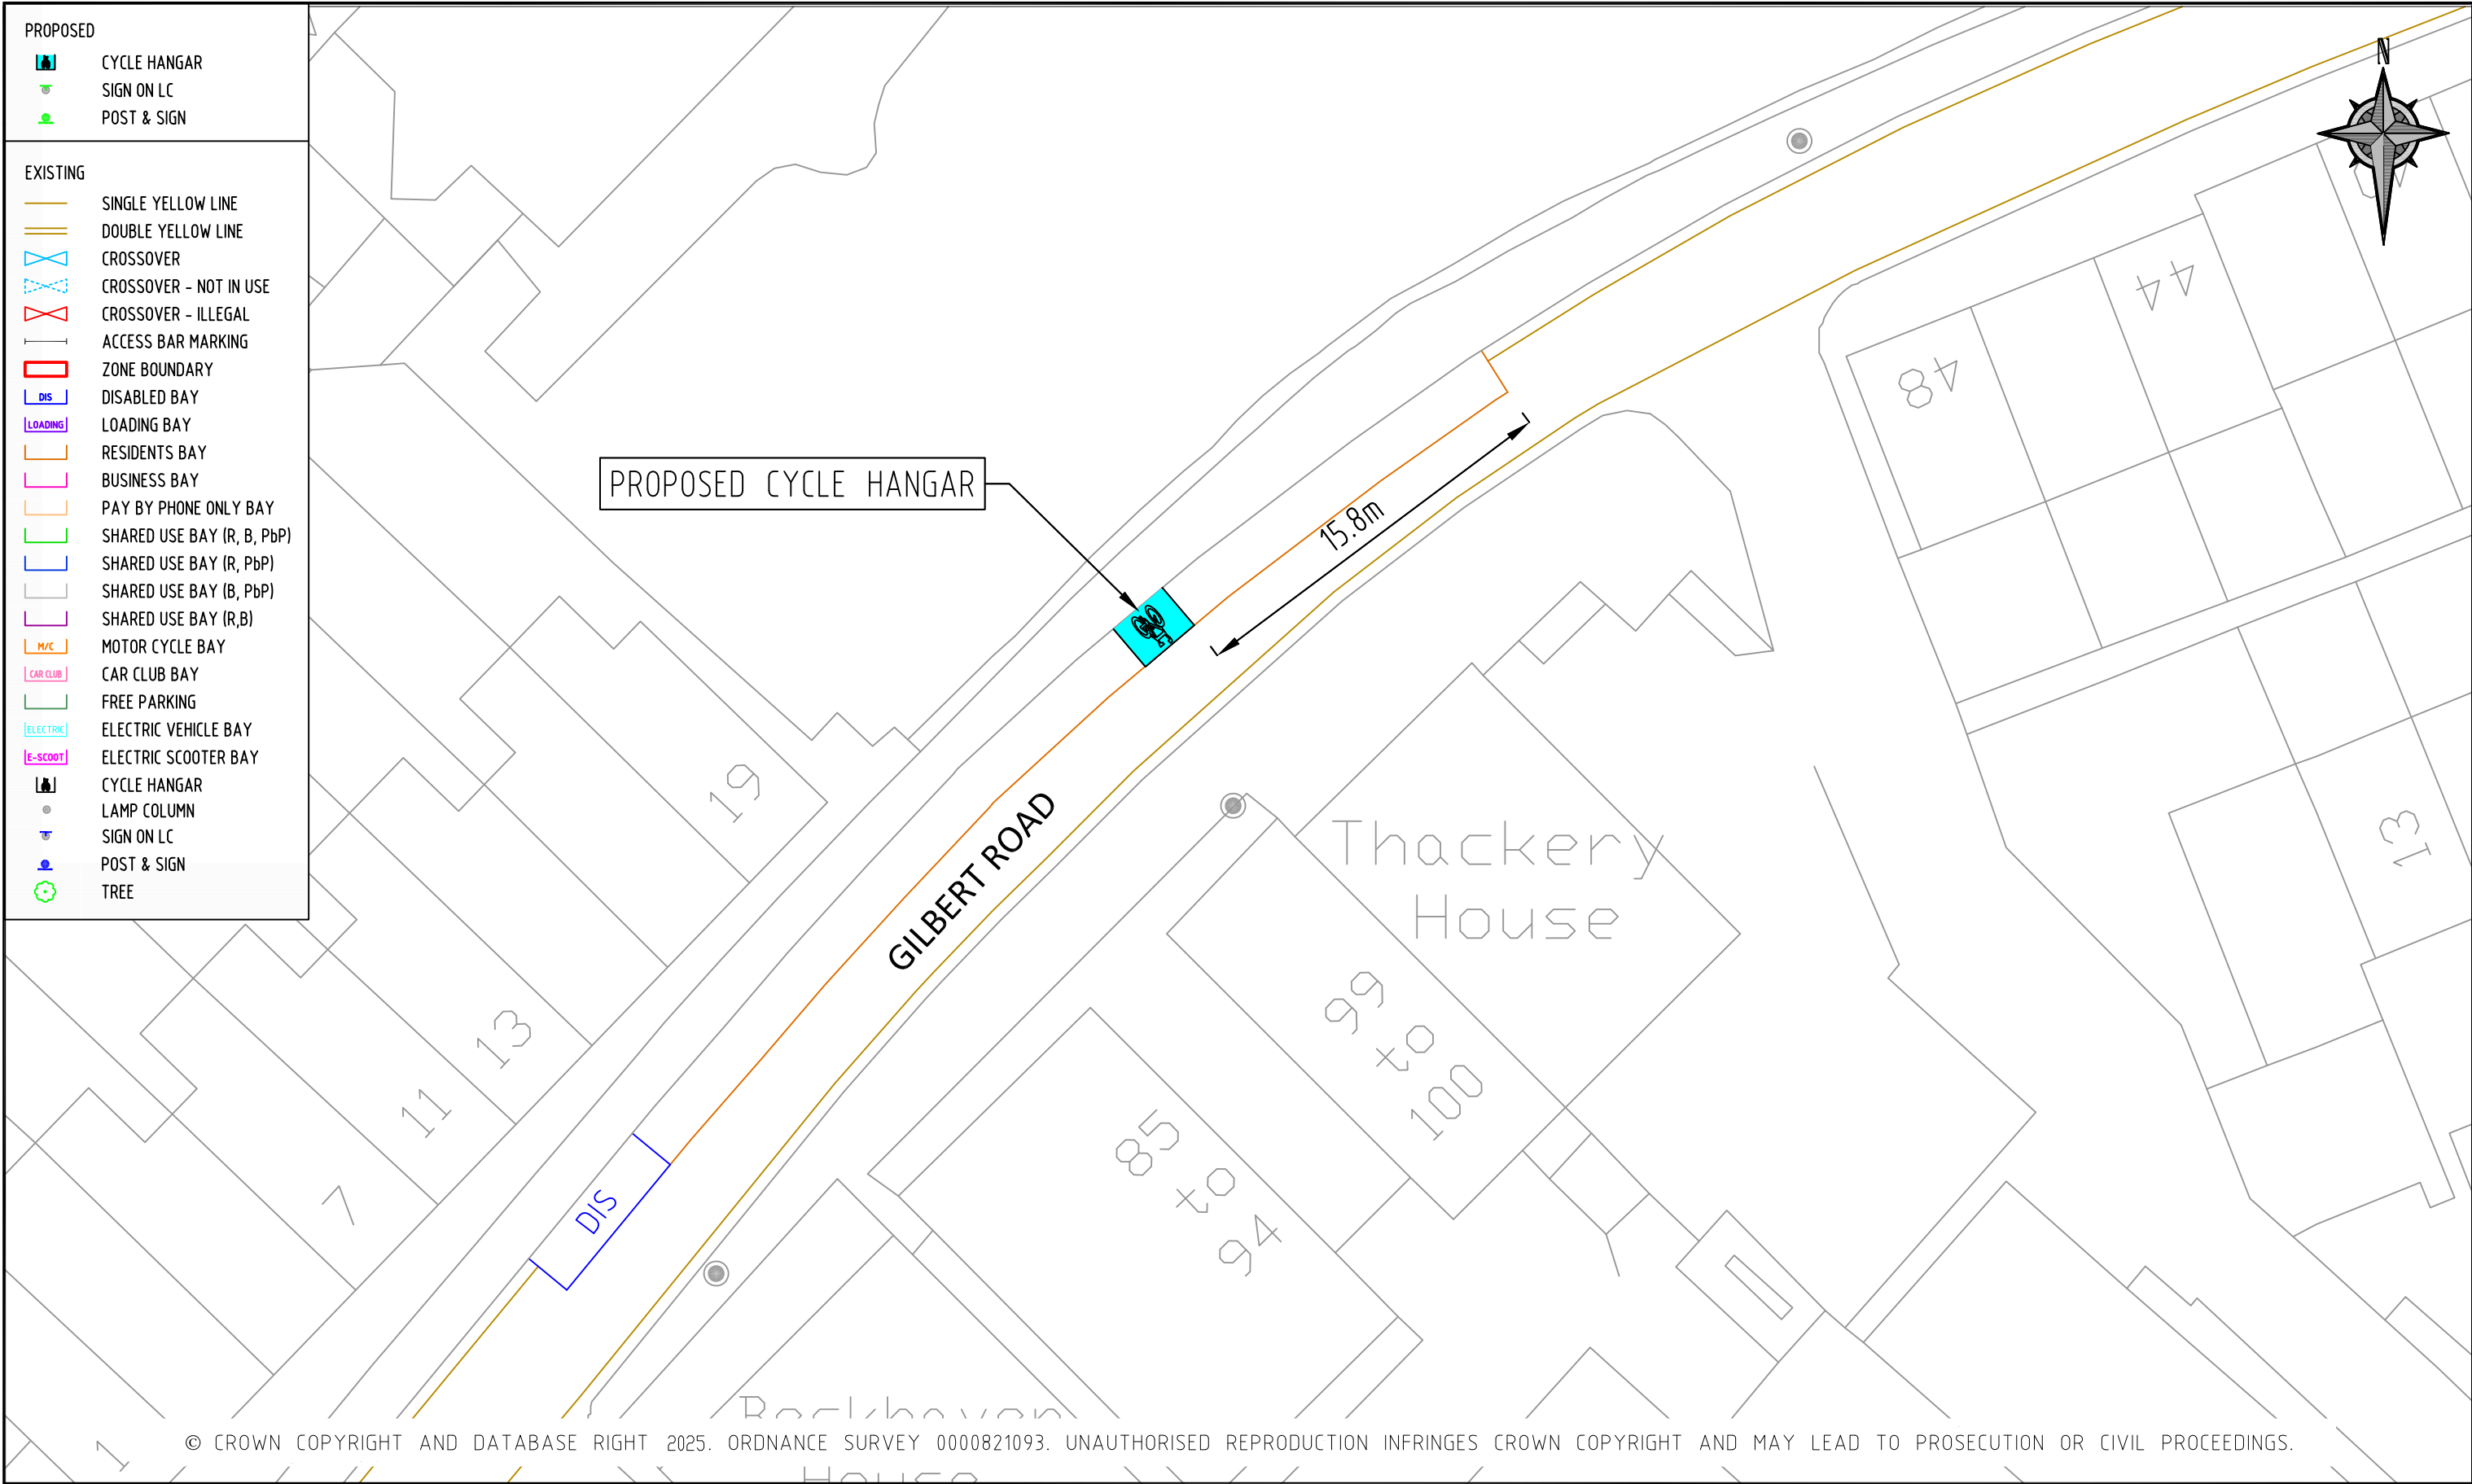 PROPOSED
CYCLE HANGAR
SIGN ON LC
POST & SIGN
EXISTING
SINGLE YELLOW LINE
DOUBLE YELLOW LINE
CROSSOVER
CROSSOVER - NOT IN USE
CROSSOVER - ILLEGAL
ACCESS BAR MARKING
ZONE BOUNDARY
DIS DISABLED BAY
LOADING LOADING BAY
RESIDENTS BAY
BUSINESS BAY
PAY BY PHONE ONLY BAY
SHARED USE BAY (R, B, PbP)
SHARED USE BAY (R, PbP)
SHARED USE BAY (B, PbP)
SHARED USE BAY (R,B)
M/C MOTOR CYCLE BAY
CAR CLUB CAR CLUB BAY
FREE PARKING
ELECTRIC ELECTRIC VEHICLE BAY
E-SCOOT ELECTRIC SCOOTER BAY
CYCLE HANGAR
LAMP COLUMN
SIGN ON LC
POST & SIGN
TREE
N
44
48
PROPOSED CYCLE HANGAR
15.8m
19
GILBERT ROAD
Thackery
House
13
99
to
100
13
11
7
85
to
94
DIS
1
House
© CROWN COPYRIGHT AND DATABASE RIGHT 2025. ORDNANCE SURVEY 0000821093. UNAUTHORISED REPRODUCTION INFRINGES CROWN COPYRIGHT AND MAY LEAD TO PROSECUTION OR CIVIL PROCEEDINGS.